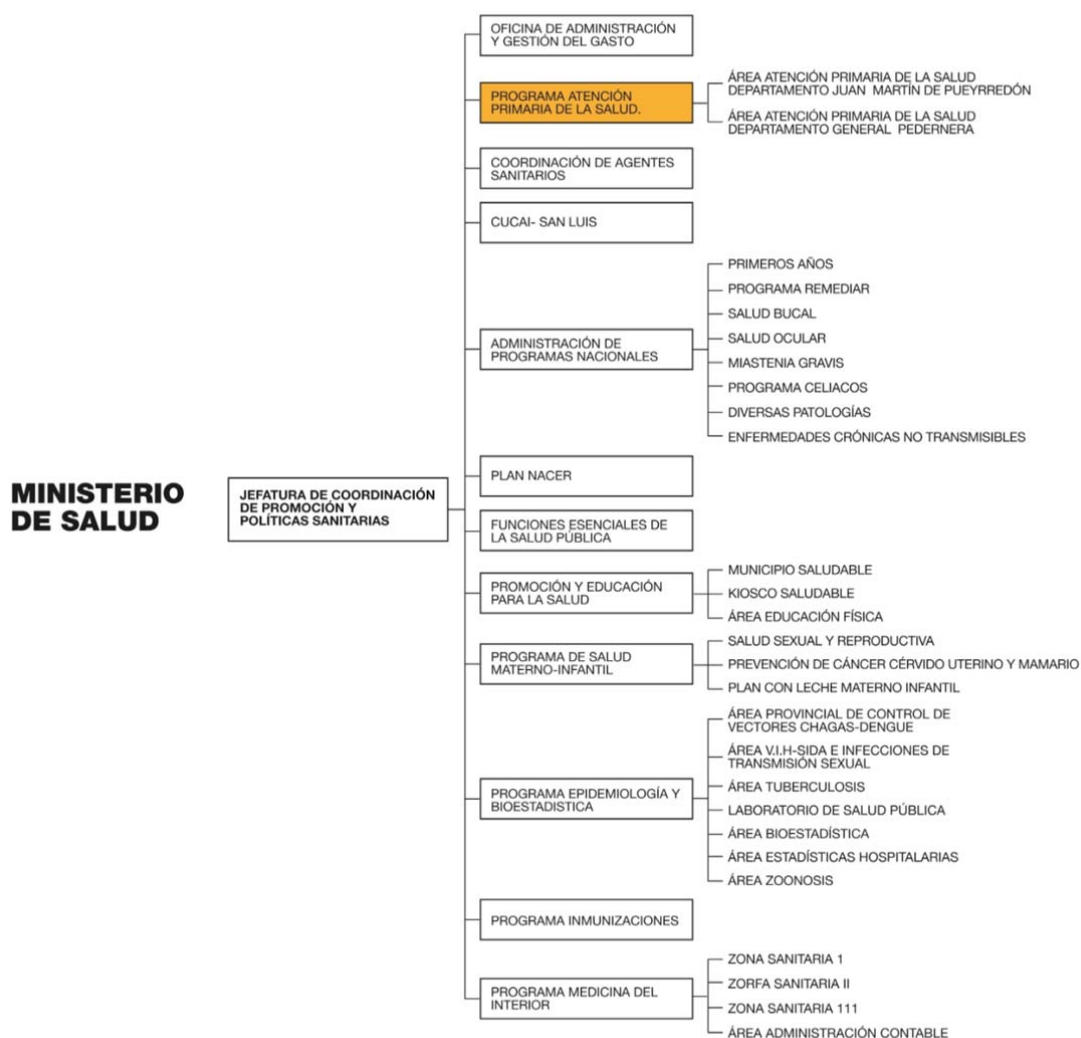 MINISTERIO
DE SALUD
JEFATURA DE COORDINACIÓN
DE PROMOCIÓN Y
POLÍTICAS SANITARIAS
OFICINA DE ADMINISTRACIÓN
Y GESTIÓN DEL GASTO
PROGRAMA ATENCIÓN
PRIMARIA DE LA SALUD.
ÁREA ATENCIÓN PRIMARIA DE LA SALUD
DEPARTAMENTO JUAN MARTÍN DE PUEYRREDÓN
ÁREA ATENCIÓN PRIMARIA DE LA SALUD
DEPARTAMENTO GENERAL PEDERNERA
COORDINACIÓN DE AGENTES
SANITARIOS
CUCAI- SAN LUIS
ADMINISTRACIÓN DE
PROGRAMAS NACIONALES
PRIMEROS AÑOS
PROGRAMA REMEDIAR
SALUD BUCAL
SALUD OCULAR
MIASTENIA GRAVIS
PROGRAMA CELIACOS
DIVERSAS PATOLOGÍAS
ENFERMEDADES CRÓNICAS NO TRANSMISIBLES
PLAN NACER
FUNCIONES ESENCIALES DE
LA SALUD PÚBLICA
PROMOCIÓN Y EDUCACIÓN
PARA LA SALUD
MUNICIPIO SALUDABLE
KIOSCO SALUDABLE
ÁREA EDUCACIÓN FÍSICA
PROGRAMA DE SALUD
MATERNO-INFANTIL
SALUD SEXUAL Y REPRODUCTIVA
PREVENCIÓN DE CÁNCER CÉRVIDO UTERINO Y MAMARIO
PLAN CON LECHE MATERNO INFANTIL
PROGRAMA EPIDEMIOLOGÍA Y
BIOESTADISTICA
ÁREA PROVINCIAL DE CONTROL DE
VECTORES CHAGAS-DENGUE
ÁREA V.I.H-SIDA E INFECCIONES DE
TRANSMISIÓN SEXUAL
ÁREA TUBERCULOSIS
LABORATORIO DE SALUD PÚBLICA
ÁREA BIOESTADÍSTICA
ÁREA ESTADÍSTICAS HOSPITALARIAS
ÁREA ZOONOSIS
PROGRAMA INMUNIZACIONES
PROGRAMA MEDICINA DEL
INTERIOR
ZONA SANITARIA 1
ZORFA SANITARIA II
ZONA SANITARIA 111
ÁREA ADMINISTRACIÓN CONTABLE